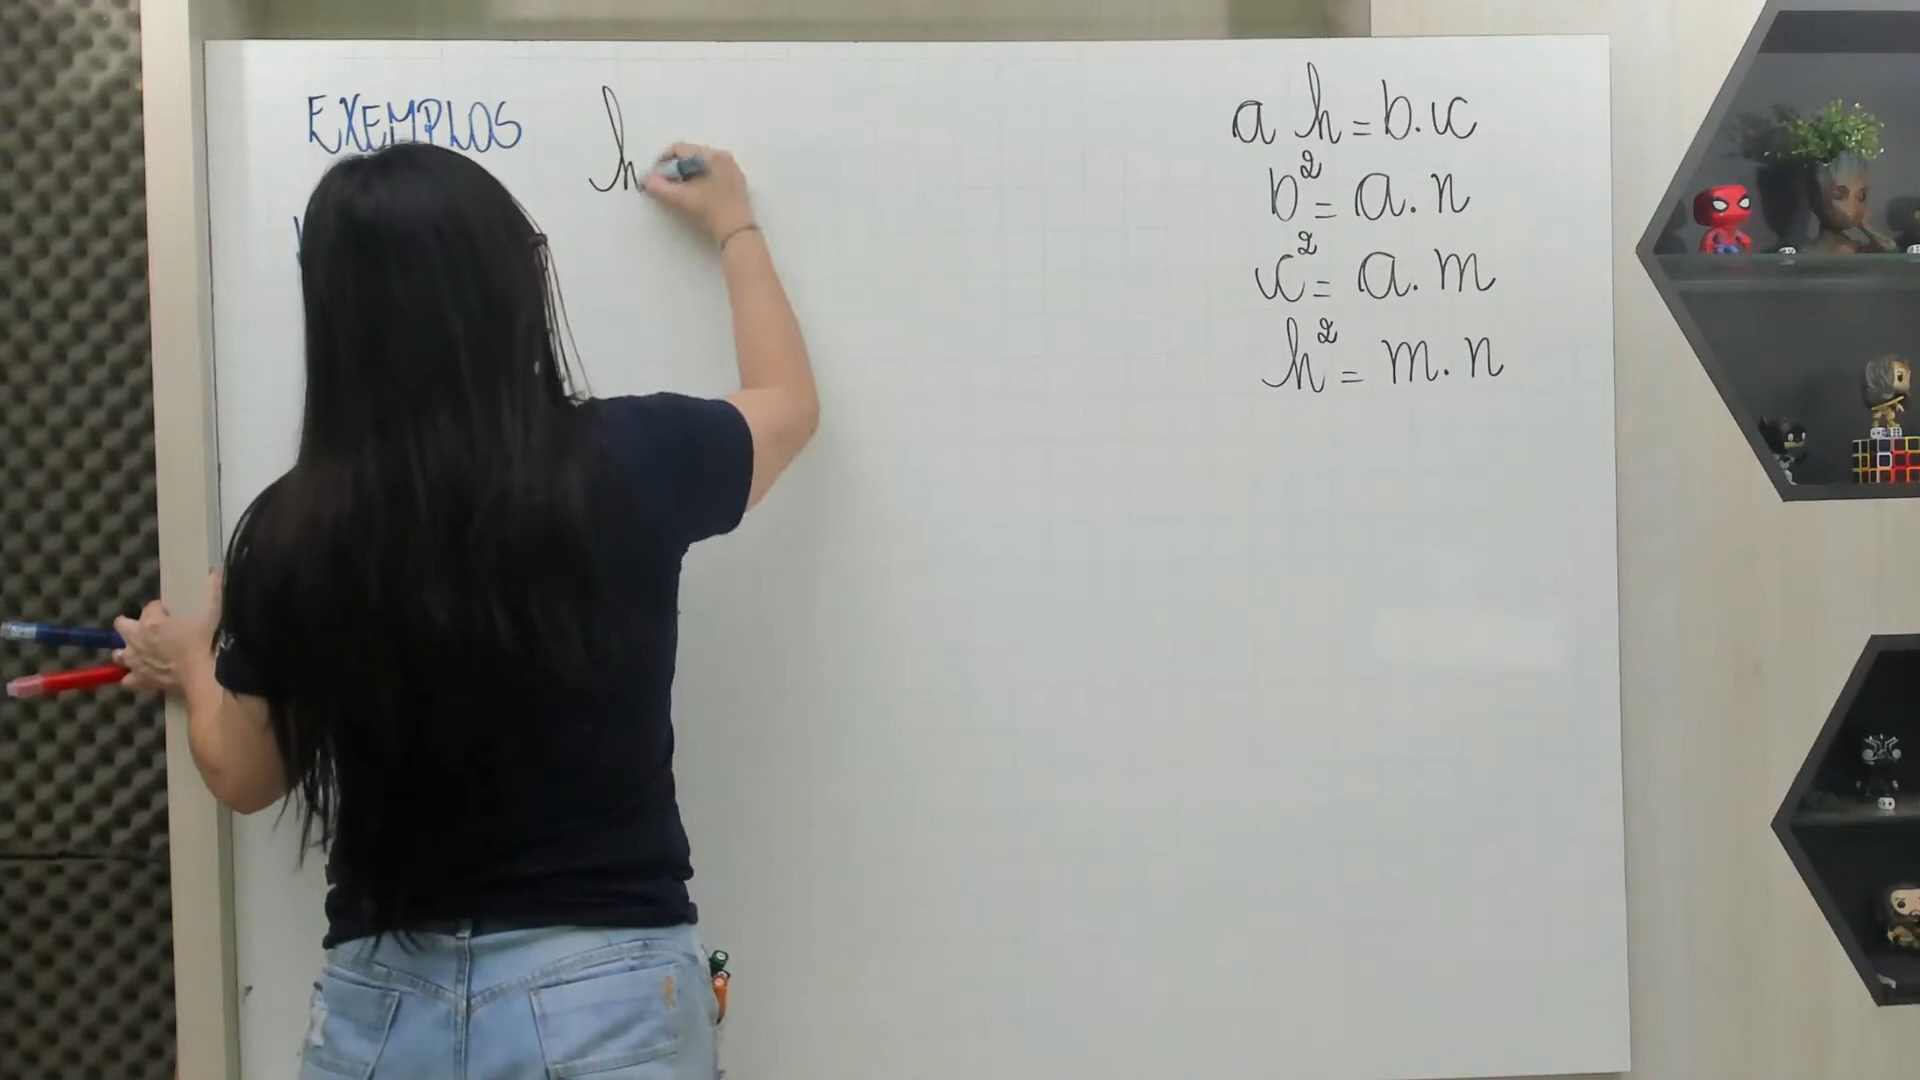 EXEMPLOS
h
a h = b.c
b² = a.n
c² = a.m
h² = m.n